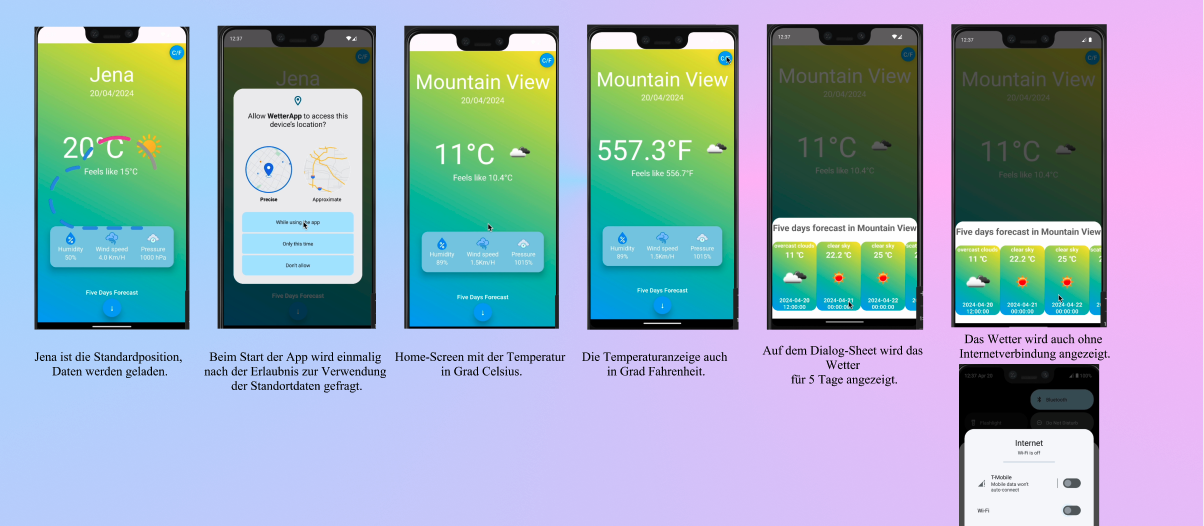 C/F
Jena
20/04/2024
20°C
Feels like 15°C
Humidity
50%
Wind speed
4.0 Km/H
Pressure
1000 hPa
Five Days Forecast
↓
Jena ist die Standardposition,
Daten werden geladen.
12:37
C/F
Jena
Allow WetterApp to access this
device's location?
Precise
Approximate
While using the app
Only this time
Don't allow
Five Days Forecast
↓
Beim Start der App wird einmalig
nach der Erlaubnis zur Verwendung
der Standortdaten gefragt.
C/F
Mountain View
20/04/2024
11°C
Feels like 10.4°C
Humidity
89%
Wind speed
1.5Km/H
Pressure
1015%
Five Days Forecast
↓
Home-Screen mit der Temperatur
in Grad Celsius.
C/F
Mountain View
20/04/2024
557.3°F
Feels like 556.7°F
Humidity
89%
Wind speed
1.5Km/H
Pressure
1015%
Five Days Forecast
↓
Die Temperaturanzeige auch
in Grad Fahrenheit.
12:37
C/F
Mountain View
20/04/2024
11°C
Feels like 10.4°C
Five days forecast in Mountain View
overcast clouds
11 °C
2024-04-20
12:00:00
clear sky
22.2 °C
2024-04-21
00:00:00
clear sky
25 °C
2024-04-22
00:00:00
Auf dem Dialog-Sheet wird das
Wetter
für 5 Tage angezeigt.
12:37
C/F
Mountain View
20/04/2024
11°C
Feels like 10.4°C
Five days forecast in Mountain View
overcast clouds
11 °C
2024-04-20
12:00:00
clear sky
22.2 °C
2024-04-21
00:00:00
clear sky
25 °C
2024-04-22
00:00:00
Das Wetter wird auch ohne
Internetverbindung angezeigt.
12:37
100%
Bluetooth
Internet
Wi-Fi is off
T-Mobile
Mobile data won't
auto connect
Wi-Fi